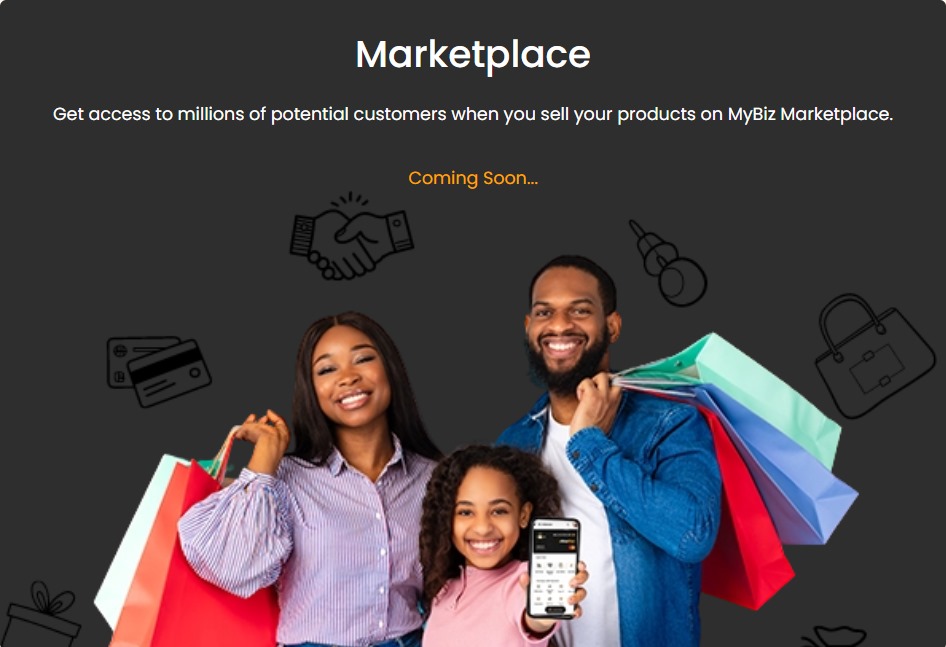 Marketplace
Get access to millions of potential customers when you sell your products on MyBiz Marketplace.
Coming Soon...